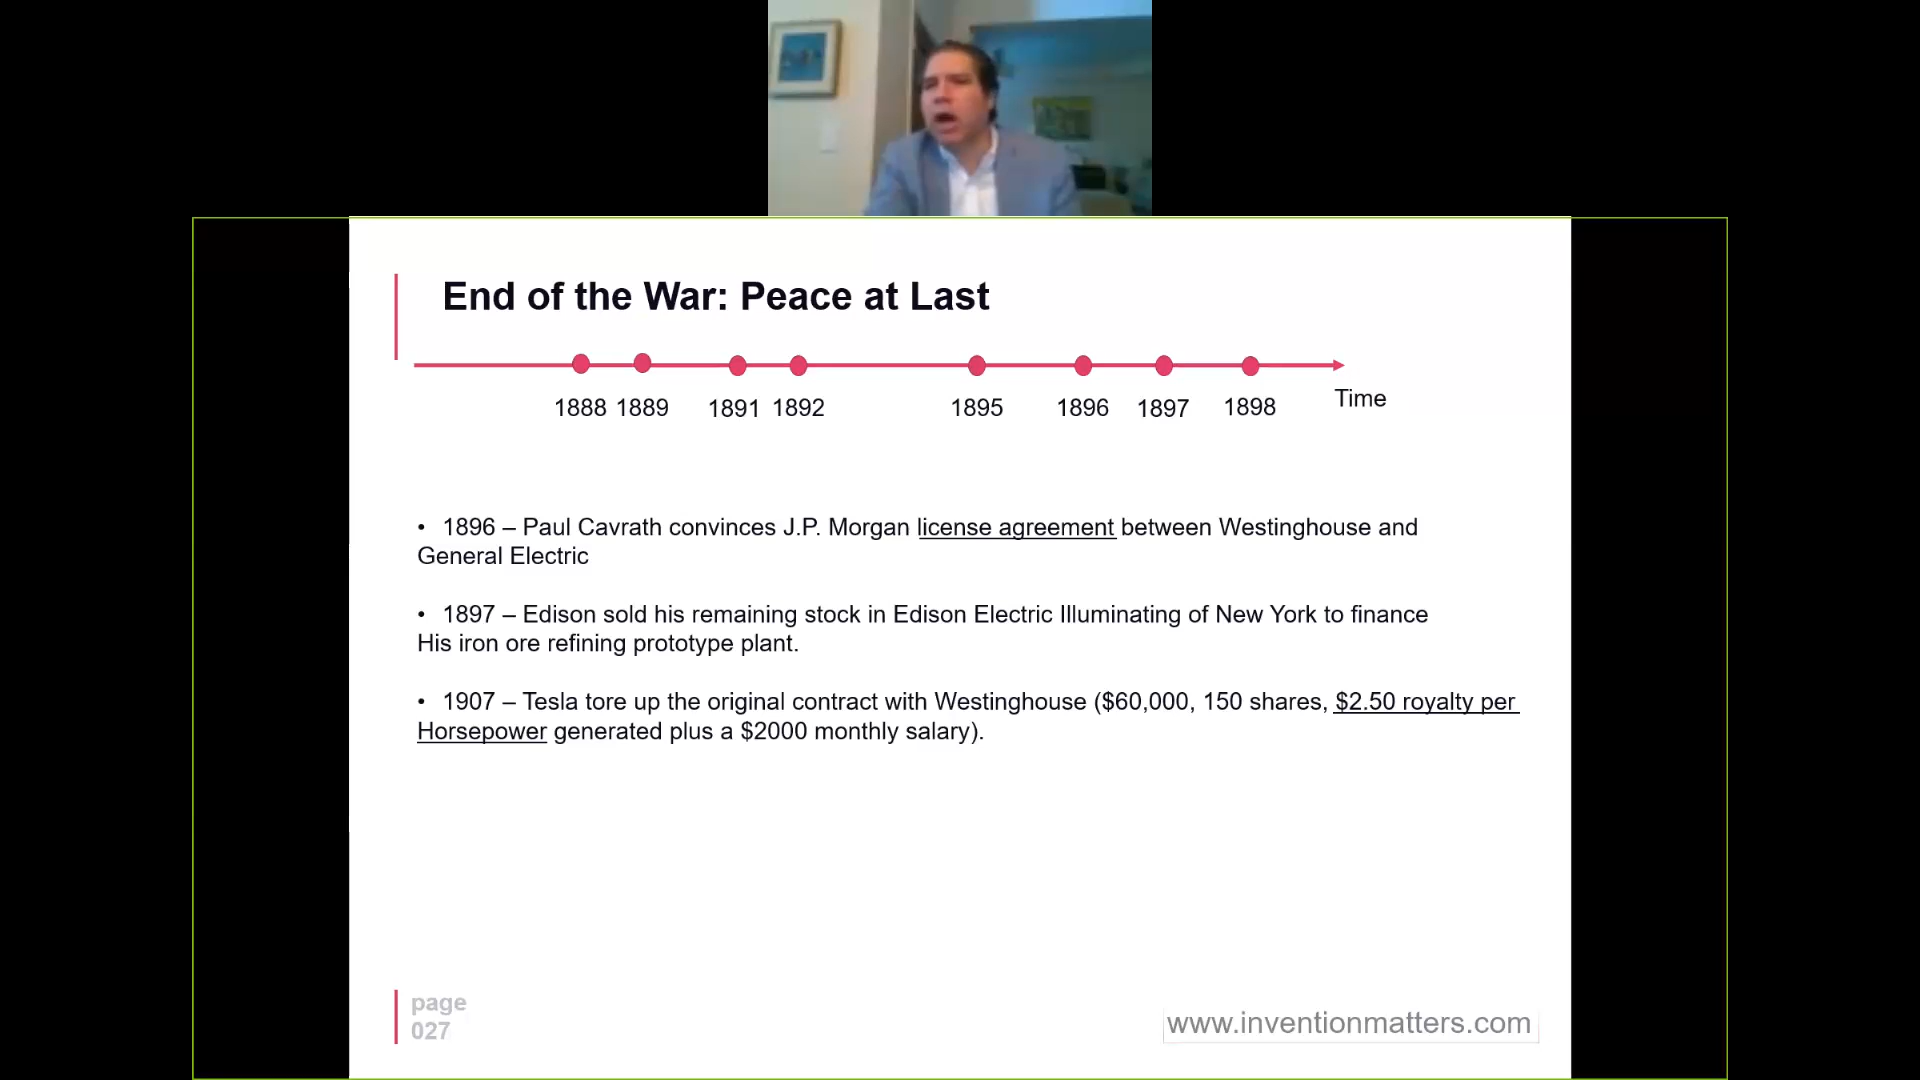 End of the War: Peace at Last
1888 1889 1891 1892 1895 1896 1897 1898 Time
• 1896 – Paul Cavrath convinces J.P. Morgan license agreement between Westinghouse and
General Electric
• 1897 – Edison sold his remaining stock in Edison Electric Illuminating of New York to finance
His iron ore refining prototype plant.
• 1907 – Tesla tore up the original contract with Westinghouse ($60,000, 150 shares, $2.50 royalty per
Horsepower generated plus a $2000 monthly salary).
page
027
www.inventionmatters.com